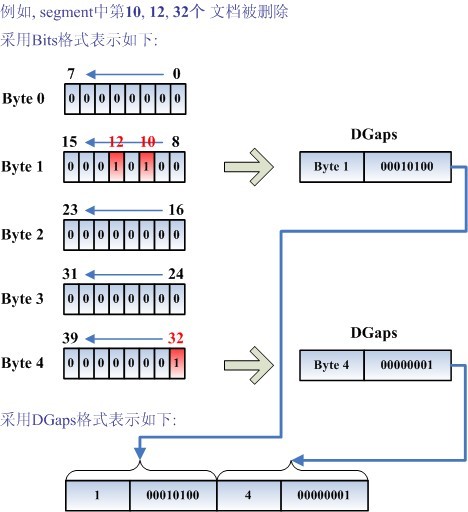 例如, segment中第10, 12, 32个 文档被删除
采用Bits格式表示如下:
7 0
Byte 0 0 0 0 0 0 0 0 0
15 12 10 8
Byte 1 0 0 0 1 0 1 0 0
DGaps
Byte 1 00010100
23 16
Byte 2 0 0 0 0 0 0 0 0
31 24
Byte 3 0 0 0 0 0 0 0 0
39 32
Byte 4 0 0 0 0 0 0 0 1
DGaps
Byte 4 00000001
采用DGaps格式表示如下:
1 00010100 4 00000001